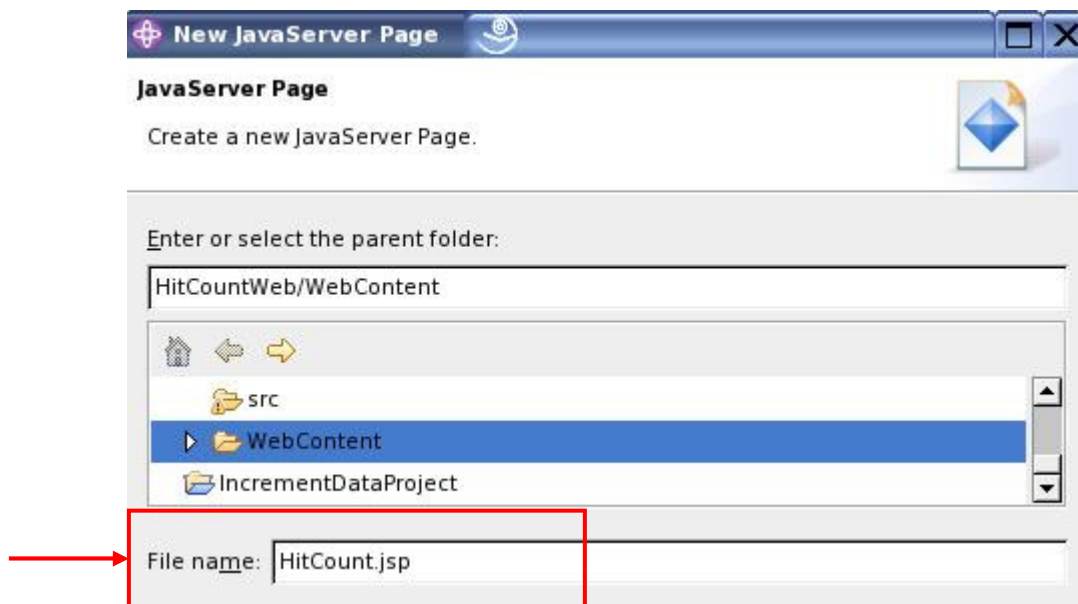 New JavaServer Page
JavaServer Page
Create a new JavaServer Page.
Enter or select the parent folder:
HitCountWeb/WebContent
src
WebContent
IncrementDataProject
File name: HitCount.jsp